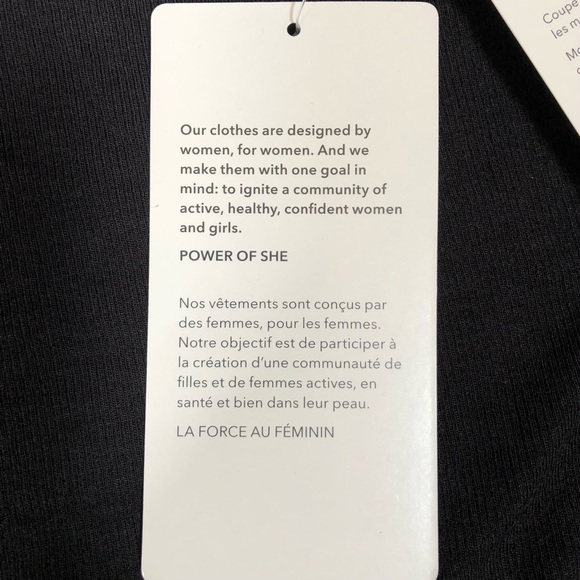 Our clothes are designed by
women, for women. And we
make them with one goal in
mind: to ignite a community of
active, healthy, confident women
and girls.
POWER OF SHE
Nos vêtements sont conçus par
des femmes, pour les femmes.
Notre objectif est de participer à
la création d'une communauté de
filles et de femmes actives, en
santé et bien dans leur peau.
LA FORCE AU FÉMININ
Coupe
les